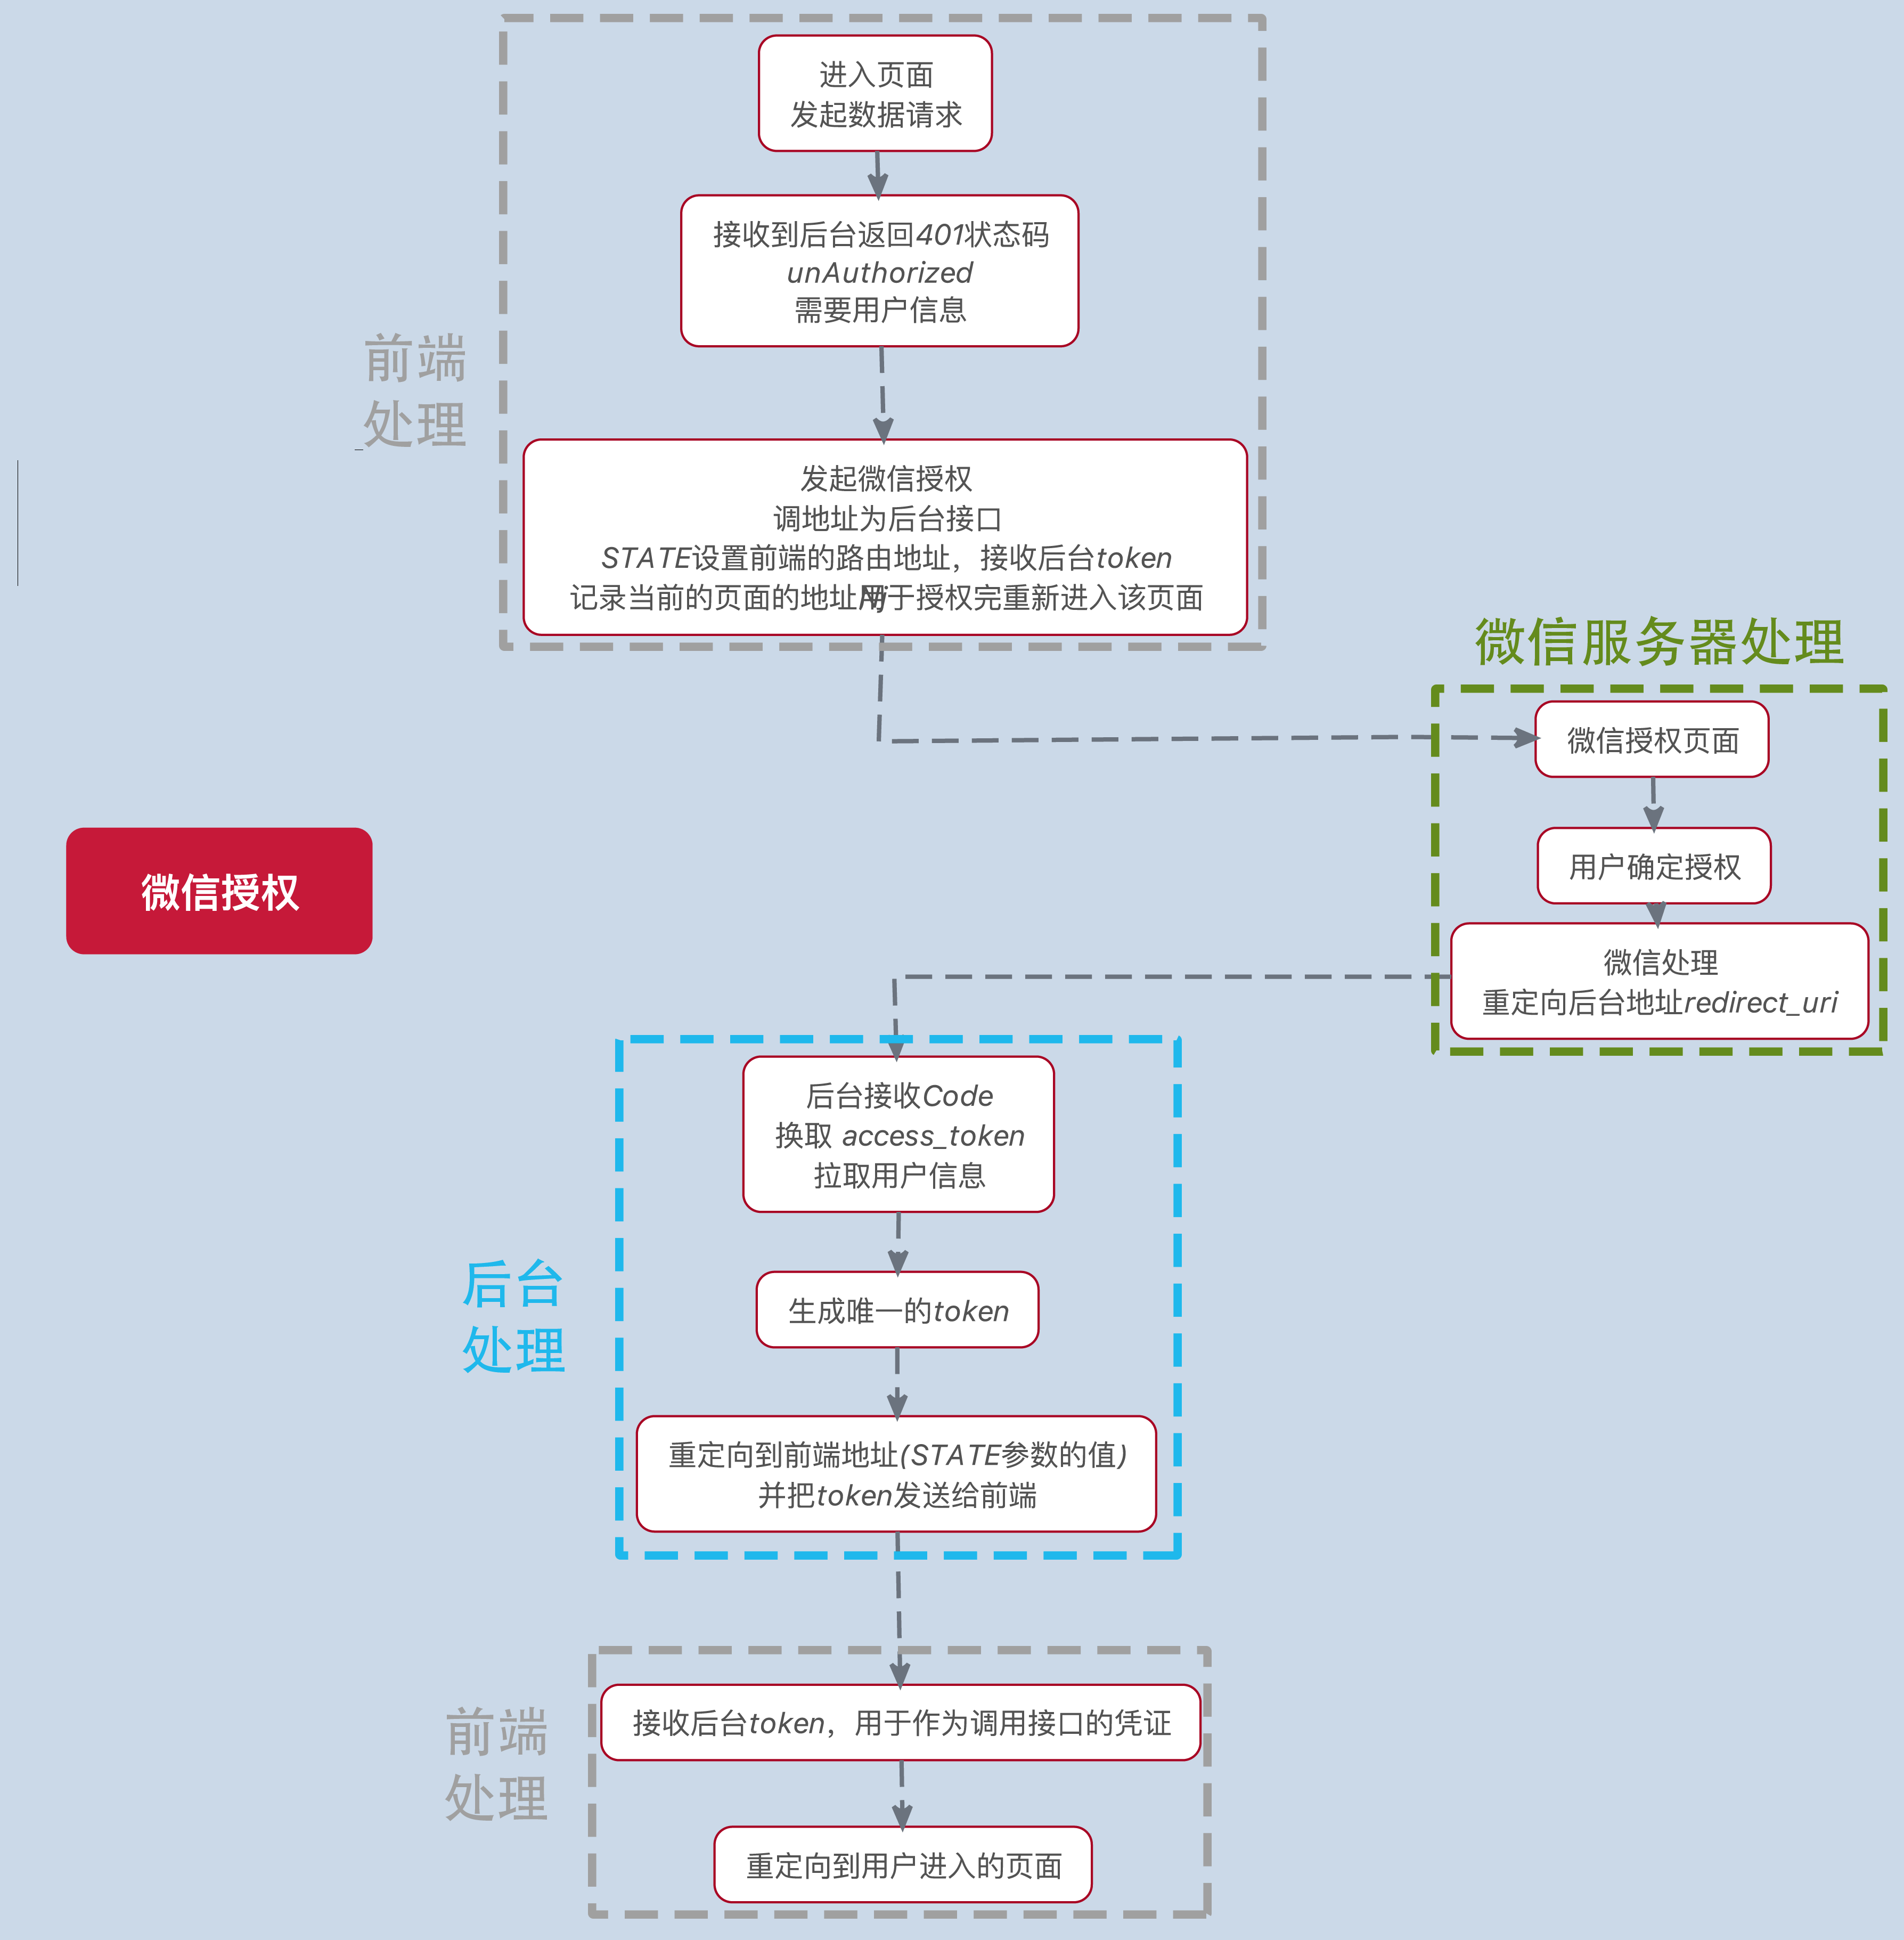 进入页面
发起数据请求
接收到后台返回401状态码
unAuthorized
需要用户信息
前端
处理
发起微信授权
调地址为后台接口
STATE设置前端的路由地址，接收后台token
记录当前的页面的地址用于授权完重新进入该页面
微信服务器处理
微信授权页面
用户确定授权
微信处理
重定向后台地址redirect_uri
微信授权
后台接收Code
换取 access_token
拉取用户信息
后台
处理
生成唯一的token
重定向到前端地址(STATE参数的值)
并把token发送给前端
前端
处理
接收后台token，用于作为调用接口的凭证
重定向到用户进入的页面